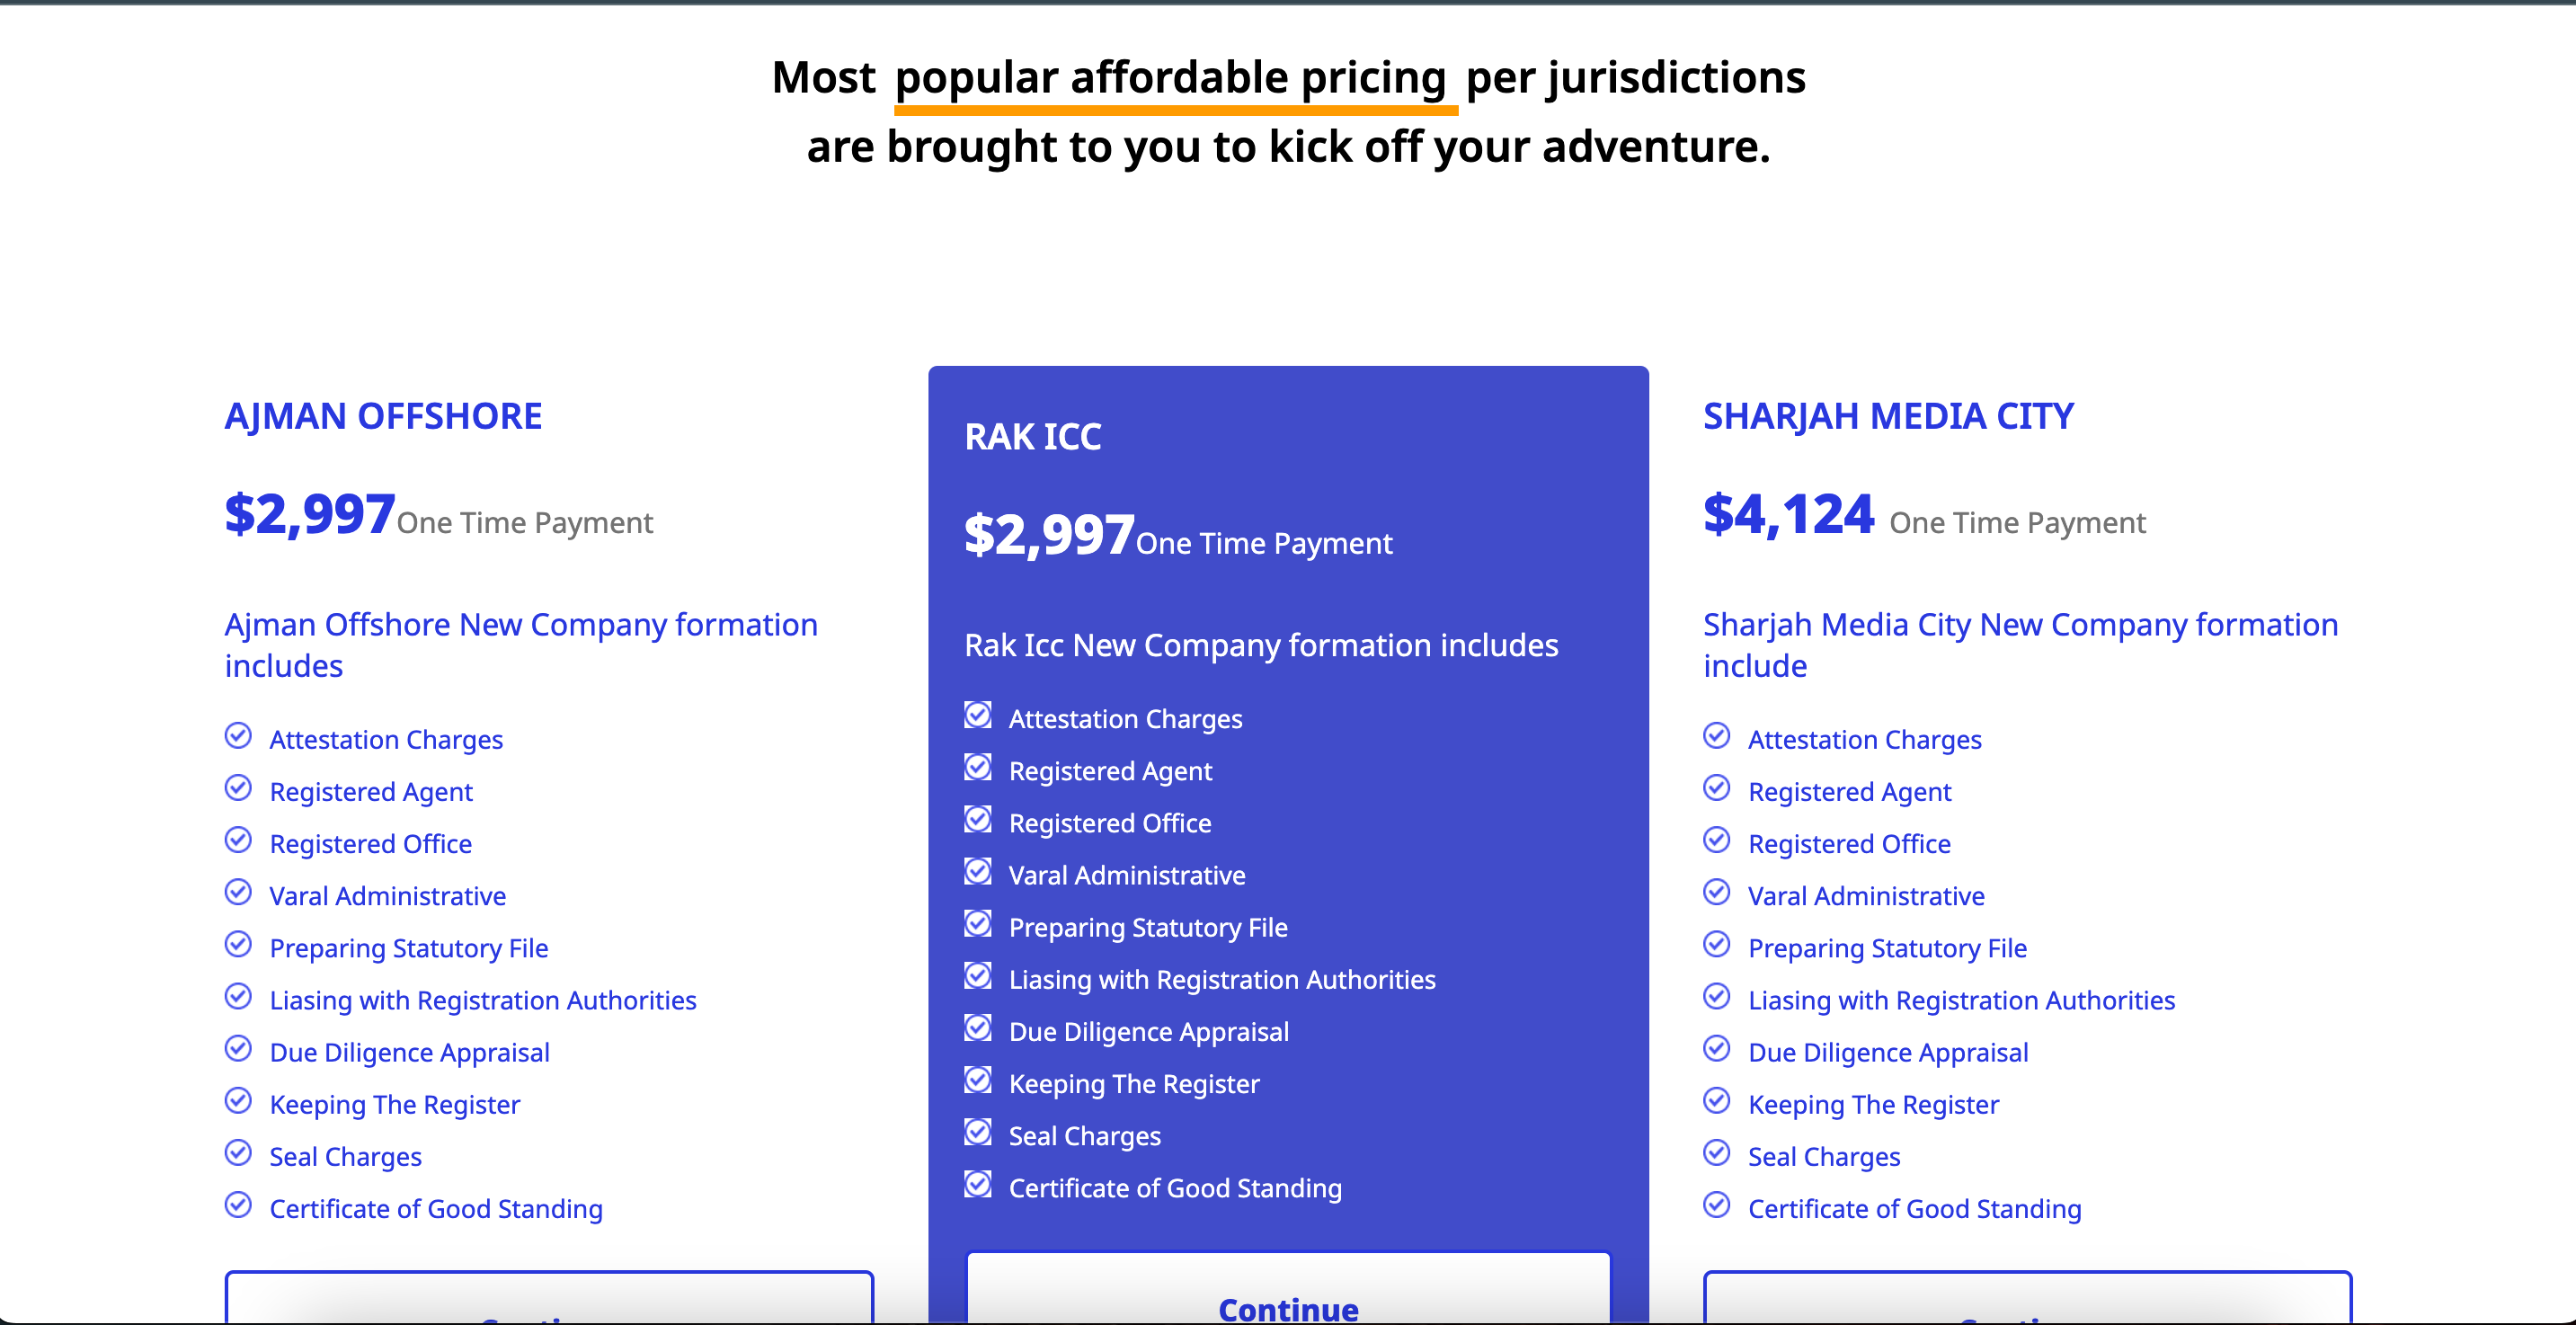 Most popular affordable pricing per jurisdictions
are brought to you to kick off your adventure.
AJMAN OFFSHORE
$2,997 One Time Payment
Ajman Offshore New Company formation
includes
Attestation Charges
Registered Agent
Registered Office
Varal Administrative
Preparing Statutory File
Liasing with Registration Authorities
Due Diligence Appraisal
Keeping The Register
Seal Charges
Certificate of Good Standing
RAK ICC
$2,997 One Time Payment
Rak Icc New Company formation includes
Attestation Charges
Registered Agent
Registered Office
Varal Administrative
Preparing Statutory File
Liasing with Registration Authorities
Due Diligence Appraisal
Keeping The Register
Seal Charges
Certificate of Good Standing
Continue
SHARJAH MEDIA CITY
$4,124 One Time Payment
Sharjah Media City New Company formation
include
Attestation Charges
Registered Agent
Registered Office
Varal Administrative
Preparing Statutory File
Liasing with Registration Authorities
Due Diligence Appraisal
Keeping The Register
Seal Charges
Certificate of Good Standing